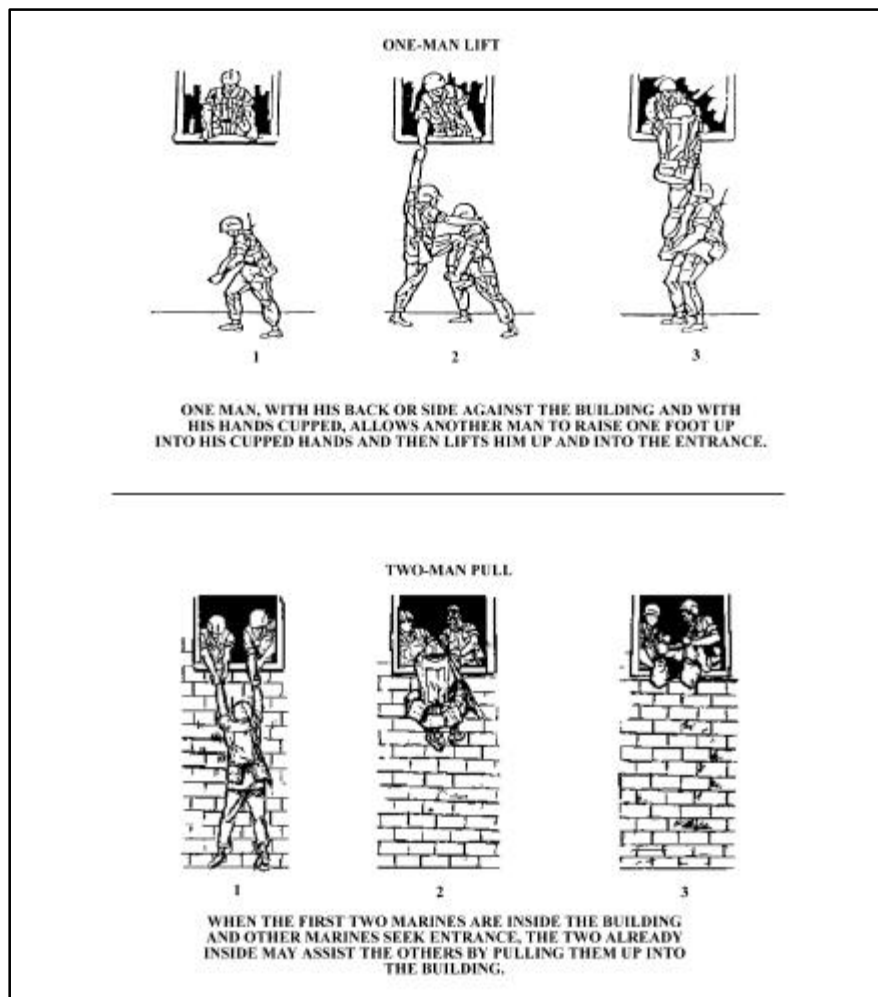 ONE-MAN LIFT
1
2
3
ONE MAN, WITH HIS BACK OR SIDE AGAINST THE BUILDING AND WITH
HIS HANDS CUPPED, ALLOWS ANOTHER MAN TO RAISE ONE FOOT UP
INTO HIS CUPPED HANDS AND THEN LIFTS HIM UP AND INTO THE ENTRANCE.
TWO-MAN PULL
1
2
3
WHEN THE FIRST TWO MARINES ARE INSIDE THE BUILDING
AND OTHER MARINES SEEK ENTRANCE, THE TWO ALREADY
INSIDE MAY ASSIST THE OTHERS BY PULLING THEM UP INTO
THE BUILDING.